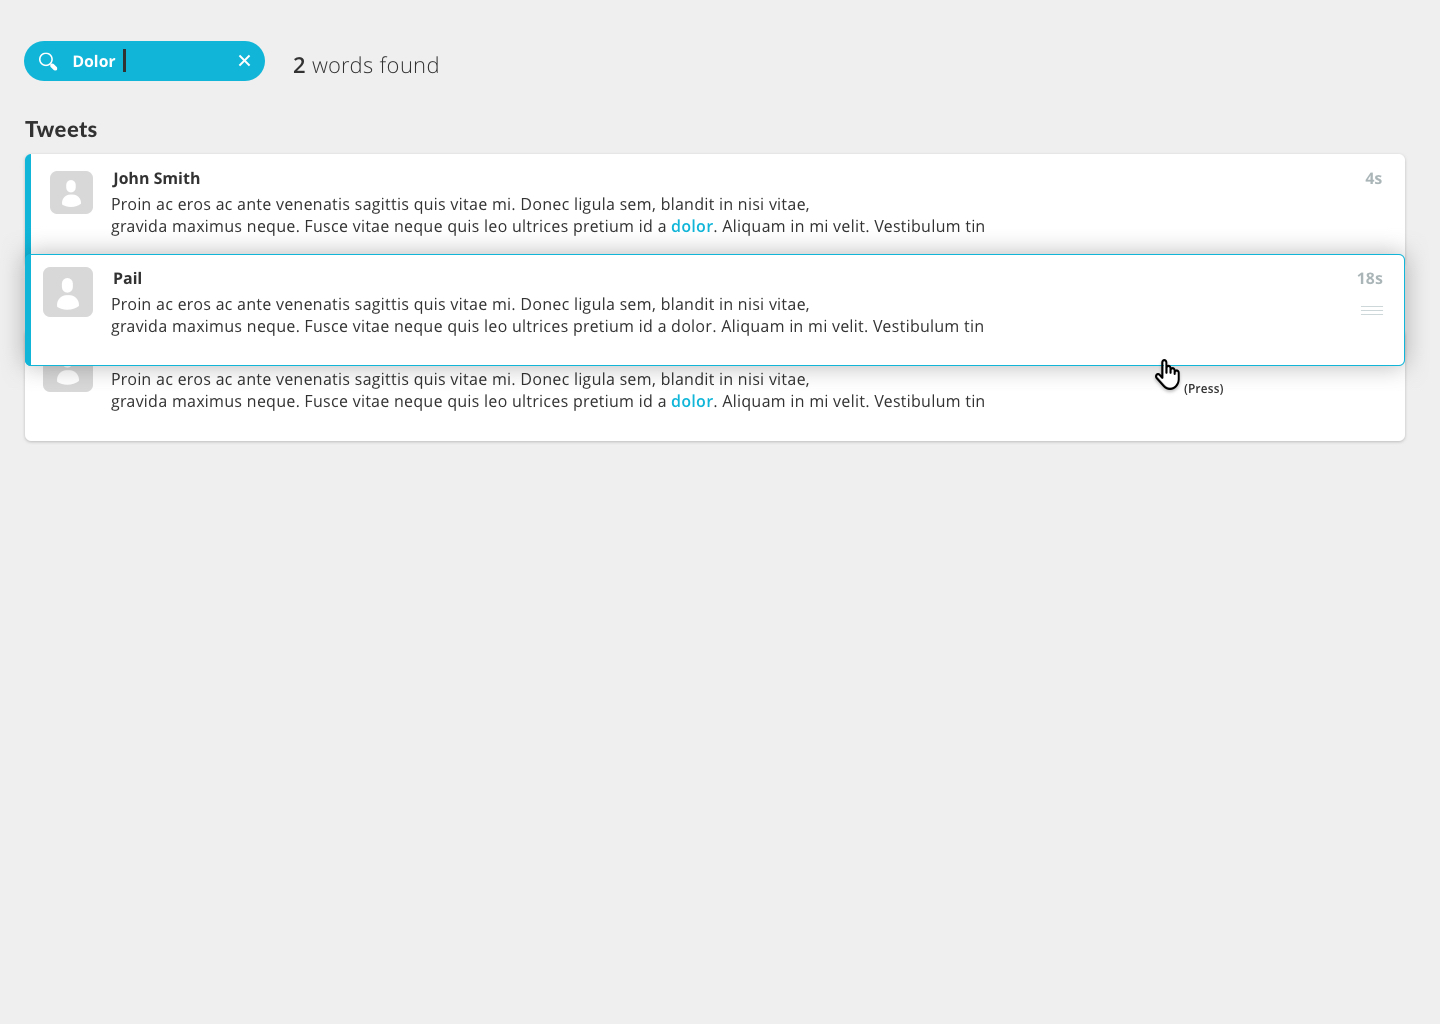 Dolor
2 words found
Tweets
John Smith
4s
Proin ac eros ac ante venenatis sagittis quis vitae mi. Donec ligula sem, blandit in nisi vitae,
gravida maximus neque. Fusce vitae neque quis leo ultrices pretium id a dolor. Aliquam in mi velit. Vestibulum tin
Pail
18s
Proin ac eros ac ante venenatis sagittis quis vitae mi. Donec ligula sem, blandit in nisi vitae,
gravida maximus neque. Fusce vitae neque quis leo ultrices pretium id a dolor. Aliquam in mi velit. Vestibulum tin
Proin ac eros ac ante venenatis sagittis quis vitae mi. Donec ligula sem, blandit in nisi vitae,
(Press)
gravida maximus neque. Fusce vitae neque quis leo ultrices pretium id a dolor. Aliquam in mi velit. Vestibulum tin